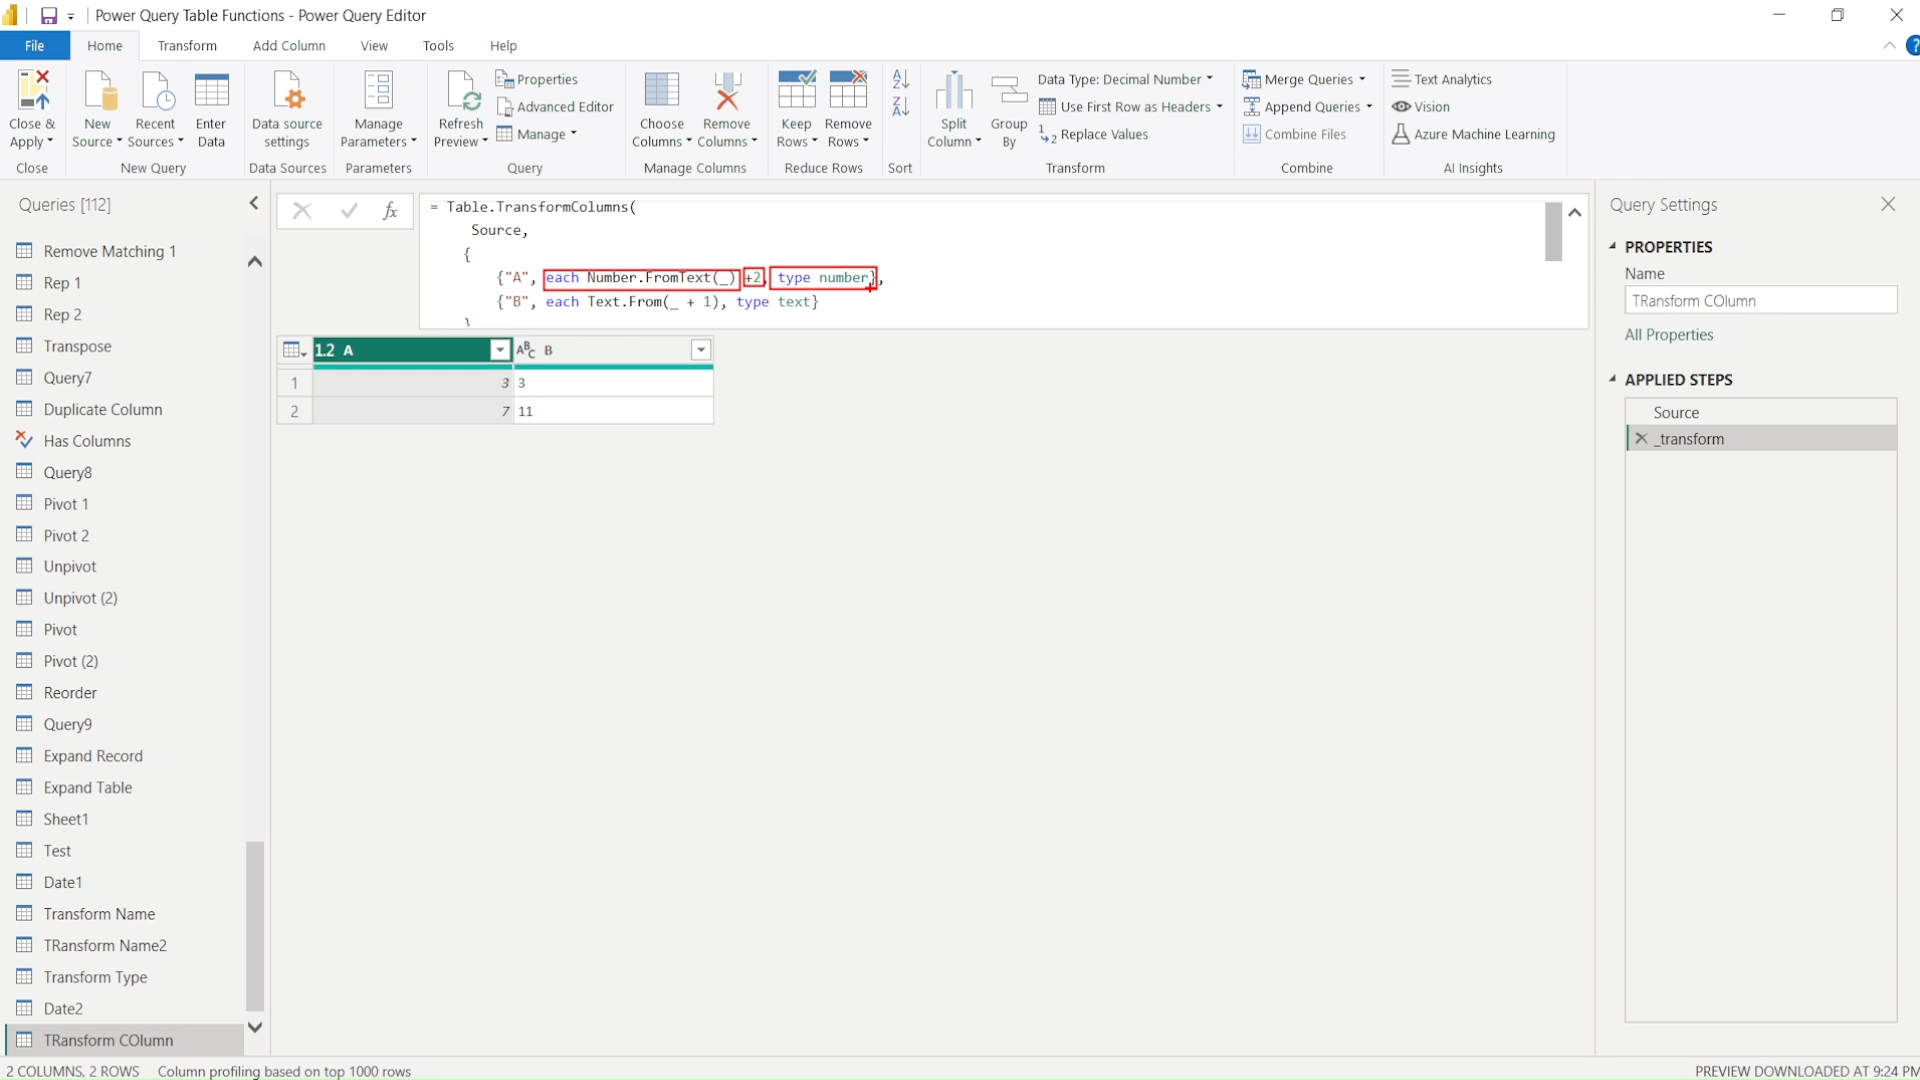 Power Query Table Functions - Power Query Editor
File Home Transform Add Column View Tools Help
Close & Apply
Close
New Source
Recent Sources
Enter Data
New Query
Data source settings
Data Sources
Manage Parameters
Parameters
Refresh Preview
Properties
Advanced Editor
Manage
Query
Choose Columns
Remove Columns
Manage Columns
Keep Rows
Remove Rows
Reduce Rows
Sort
Split Column
Group By
Data Type: Decimal Number
Use First Row as Headers
Replace Values
Transform
Merge Queries
Append Queries
Combine Files
Combine
Text Analytics
Vision
Azure Machine Learning
AI Insights
Queries [112]
Remove Matching 1
Rep 1
Rep 2
Transpose
Query7
Duplicate Column
Has Columns
Query8
Pivot 1
Pivot 2
Unpivot
Unpivot (2)
Pivot
Pivot (2)
Reorder
Query9
Expand Record
Expand Table
Sheet1
Test
Date1
Transform Name
TRansform Name2
Transform Type
Date2
TRansform COlumn
fx
= Table.TransformColumns(
Source,
{
{"A", each Number.FromText(_) +2, type number},
{"B", each Text.From(_ + 1), type text}
}
1.2 A ABC B
1 3 3
2 7 11
Query Settings
PROPERTIES
Name
TRansform COlumn
All Properties
APPLIED STEPS
Source
_transform
2 COLUMNS, 2 ROWS Column profiling based on top 1000 rows
PREVIEW DOWNLOADED AT 9:24 PM